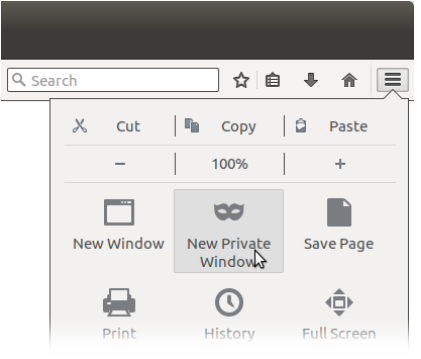 Search
Cut Copy Paste
− 100% +
New Window New Private Save Page
Window
Print History Full Screen